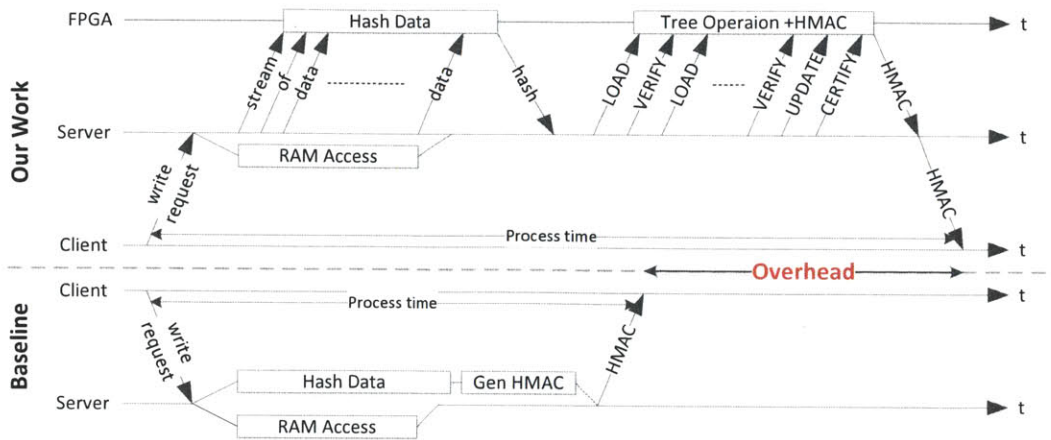 FPGA
Hash Data
Tree Operaion +HMAC
t
stream
of
data
data
hash
LOAD
VERIFY
LOAD
VERIFY
UPDATE
CERTIFY
HMAC
Our Work
Server
RAM Access
t
write
request
HMAC
Process time
Client
t
Overhead
Client
t
Process time
Baseline
write
request
HMAC
Hash Data
Gen HMAC
Server
RAM Access
t